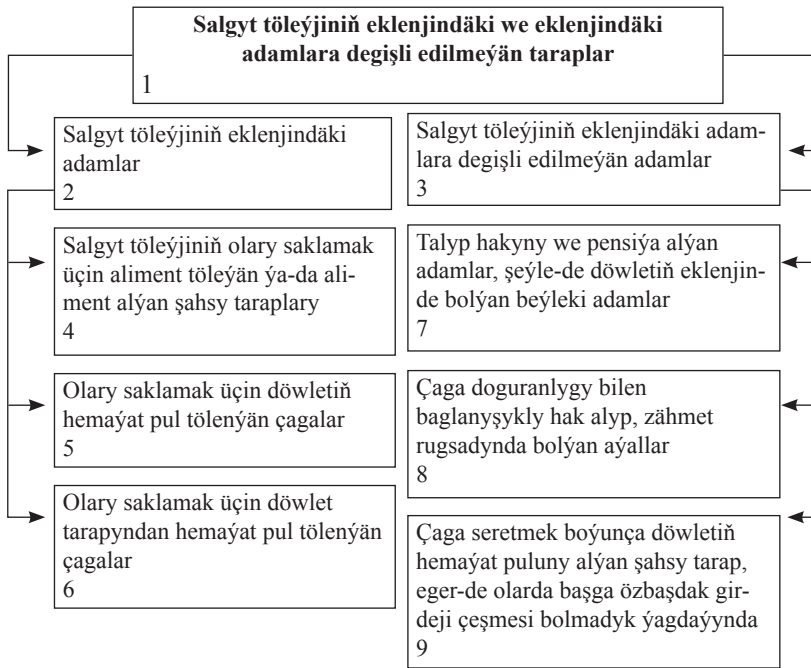 Salgyt töleýjiniň eklenjindäki we eklenjindäki
adamlara degişli edilmeýän taraplar
1
Salgyt töleýjiniň eklenjindäki
adamlar
2
Salgyt töleýjiniň eklenjindäki adam-
lara degişli edilmeýän adamlar
3
Salgyt töleýjiniň olary saklamak
üçin aliment töleýän ýa-da ali-
ment alýan şahsy taraplary
4
Talyp hakyny we pensiýa alýan
adamlar, şeýle-de döwletiň eklenjin-
de bolýan beýleki adamlar
7
Olary saklamak üçin döwletiň
hemaýat pul tölenýän çagalar
5
Çaga doguranlygy bilen
baglanyşykly hak alyp, zähmet
rugsadynda bolýan aýallar
8
Olary saklamak üçin döwlet
tarapyndan hemaýat pul tölenýän
çagalar
6
Çaga seretmek boýunça döwletiň
hemaýat puluny alýan şahsy tarap,
eger-de olarda başga özbaşdak gir-
deji çeşmesi bolmadyk ýagdaýynda
9